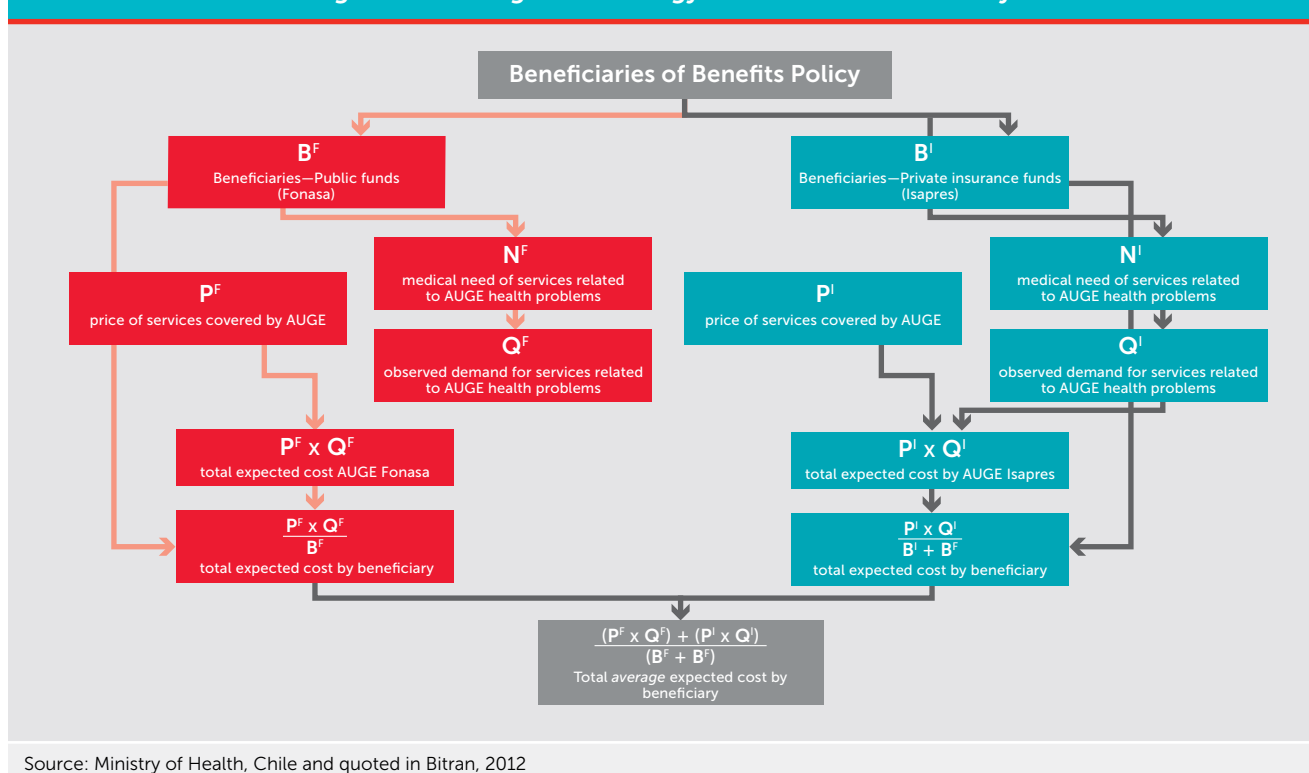 Beneficiaries of Benefits Policy
B^F
Beneficiaries—Public funds
(Fonasa)
B^I
Beneficiaries—Private insurance funds
(Isapres)
N^F
medical need of services related
to AUGE health problems
N^I
medical need of services related
to AUGE health problems
P^F
price of services covered by AUGE
P^I
price of services covered by AUGE
Q^F
observed demand for services related
to AUGE health problems
Q^I
observed demand for services related
to AUGE health problems
P^F x Q^F
total expected cost AUGE Fonasa
P^I x Q^I
total expected cost by AUGE Isapres
P^F x Q^F
B^F
total expected cost by beneficiary
P^I x Q^I
B^I + B^F
total expected cost by beneficiary
(P^F x Q^F) + (P^I x Q^I)
(B^F + B^F)
Total average expected cost by
beneficiary
Source: Ministry of Health, Chile and quoted in Bitran, 2012